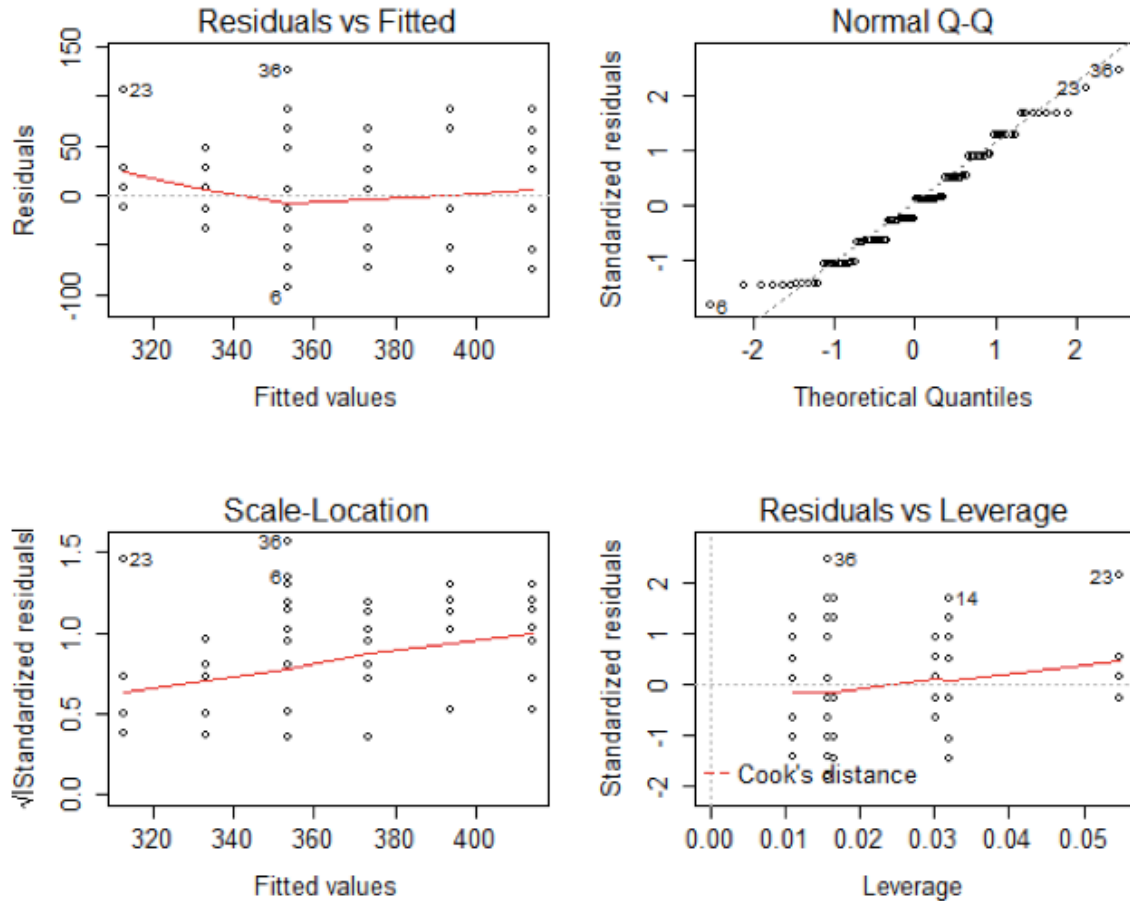 Residuals vs Fitted
Residuals
150
50
0
-100
23
36
6
320 340 360 380 400
Fitted values
Normal Q-Q
Standardized residuals
2
1
0
-1
36
23
6
-2 -1 0 1 2
Theoretical Quantiles
Scale-Location
√|Standardized residuals|
1.5
1.0
0.5
0.0
23
36
6
320 340 360 380 400
Fitted values
Residuals vs Leverage
Standardized residuals
2
1
0
-1
-2
36
14
23
Cook's distance
0.00 0.01 0.02 0.03 0.04 0.05
Leverage